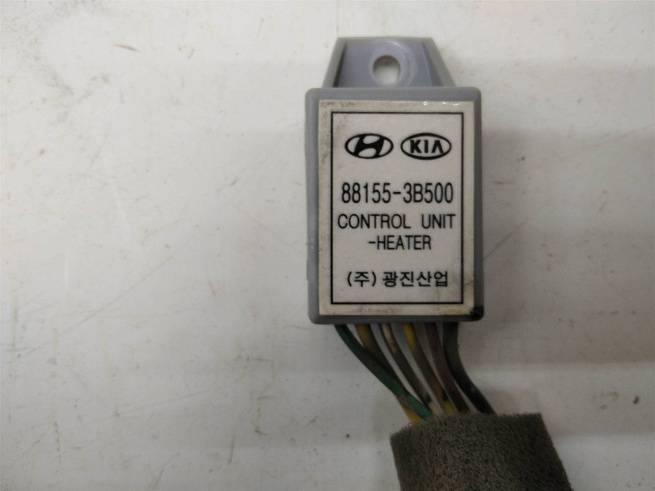 KIA
88155-3B500
CONTROL UNIT
-HEATER
(주) 광진산업